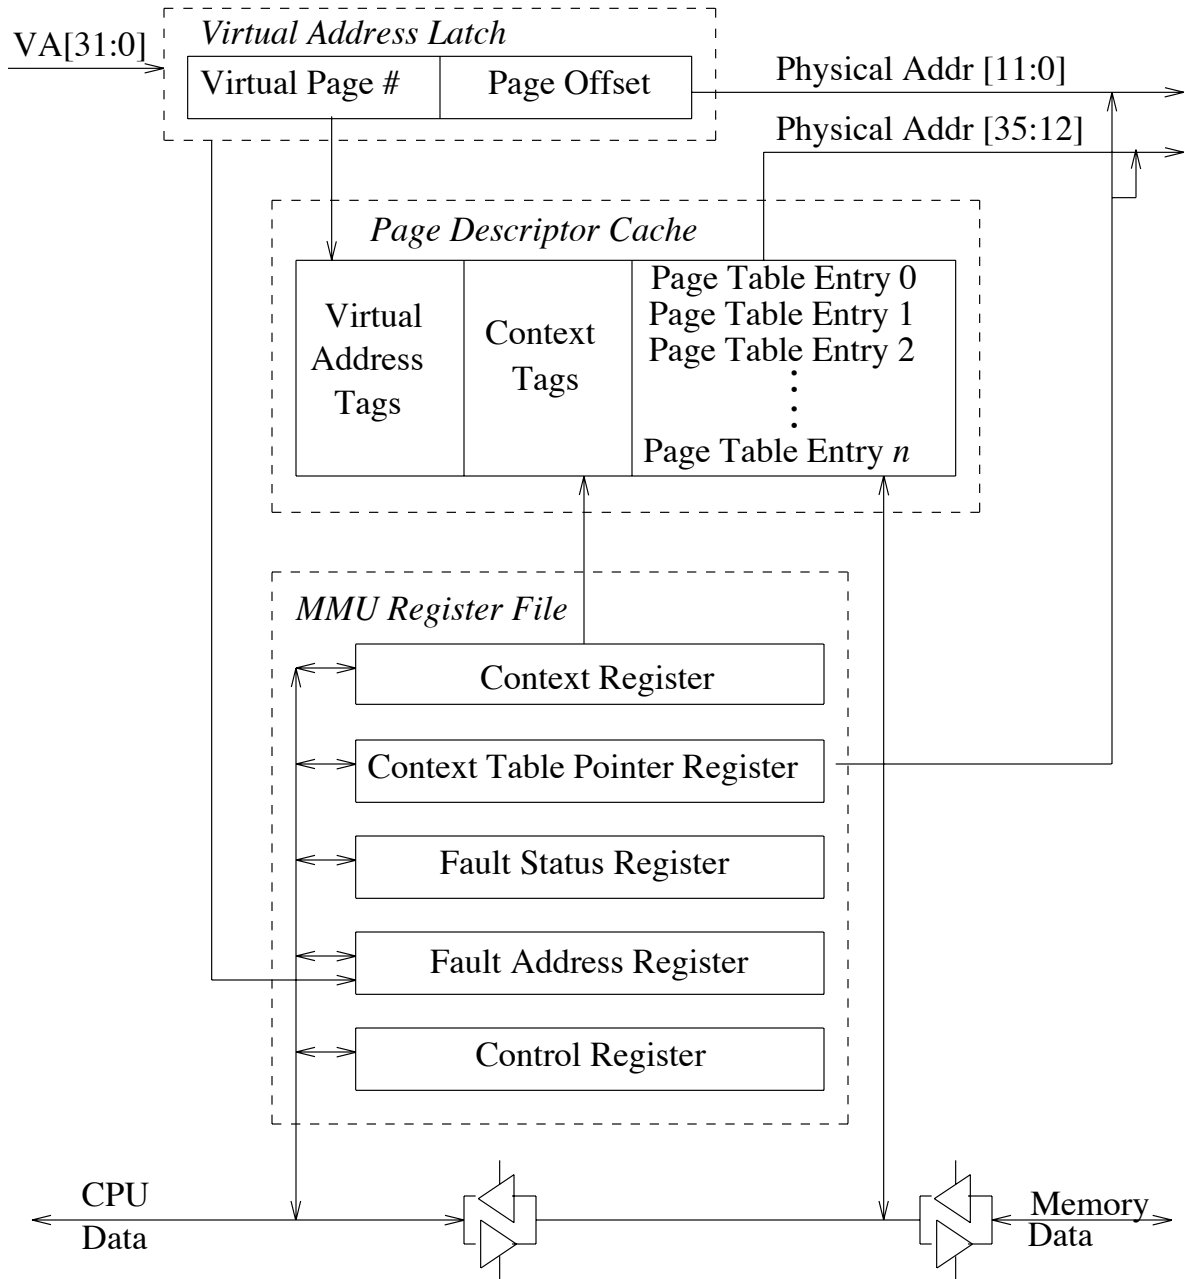 VA[31:0]
Virtual Address Latch
Virtual Page #
Page Offset
Physical Addr [11:0]
Physical Addr [35:12]
Page Descriptor Cache
Virtual
Address
Tags
Context
Tags
Page Table Entry 0
Page Table Entry 1
Page Table Entry 2
Page Table Entry n
MMU Register File
Context Register
Context Table Pointer Register
Fault Status Register
Fault Address Register
Control Register
CPU
Data
Memory
Data